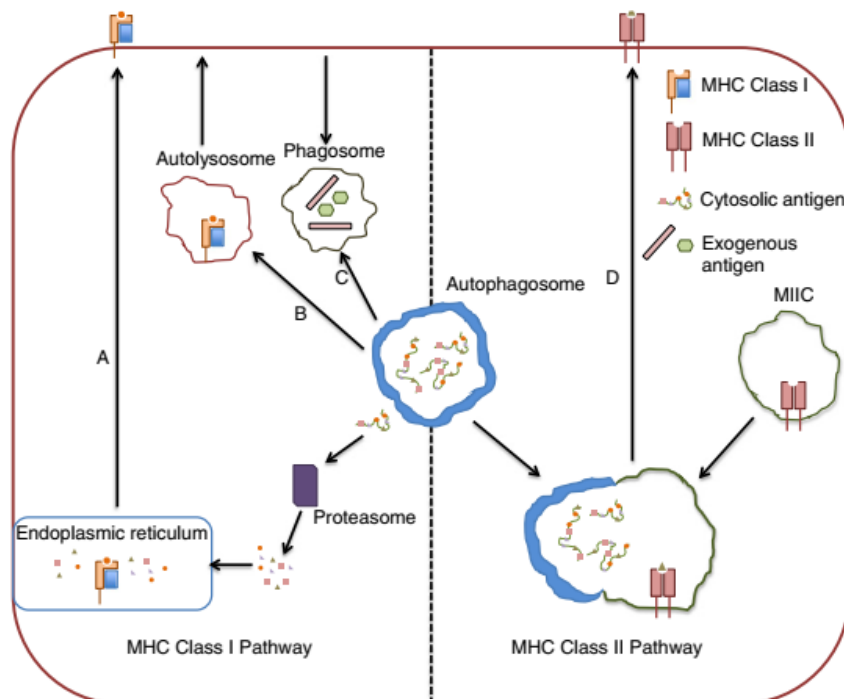 MHC Class I
MHC Class II
Cytosolic antigen
Exogenous
antigen
Autolysosome
Phagosome
Autophagosome
MIIC
A
B
C
D
Proteasome
Endoplasmic reticulum
MHC Class I Pathway
MHC Class II Pathway